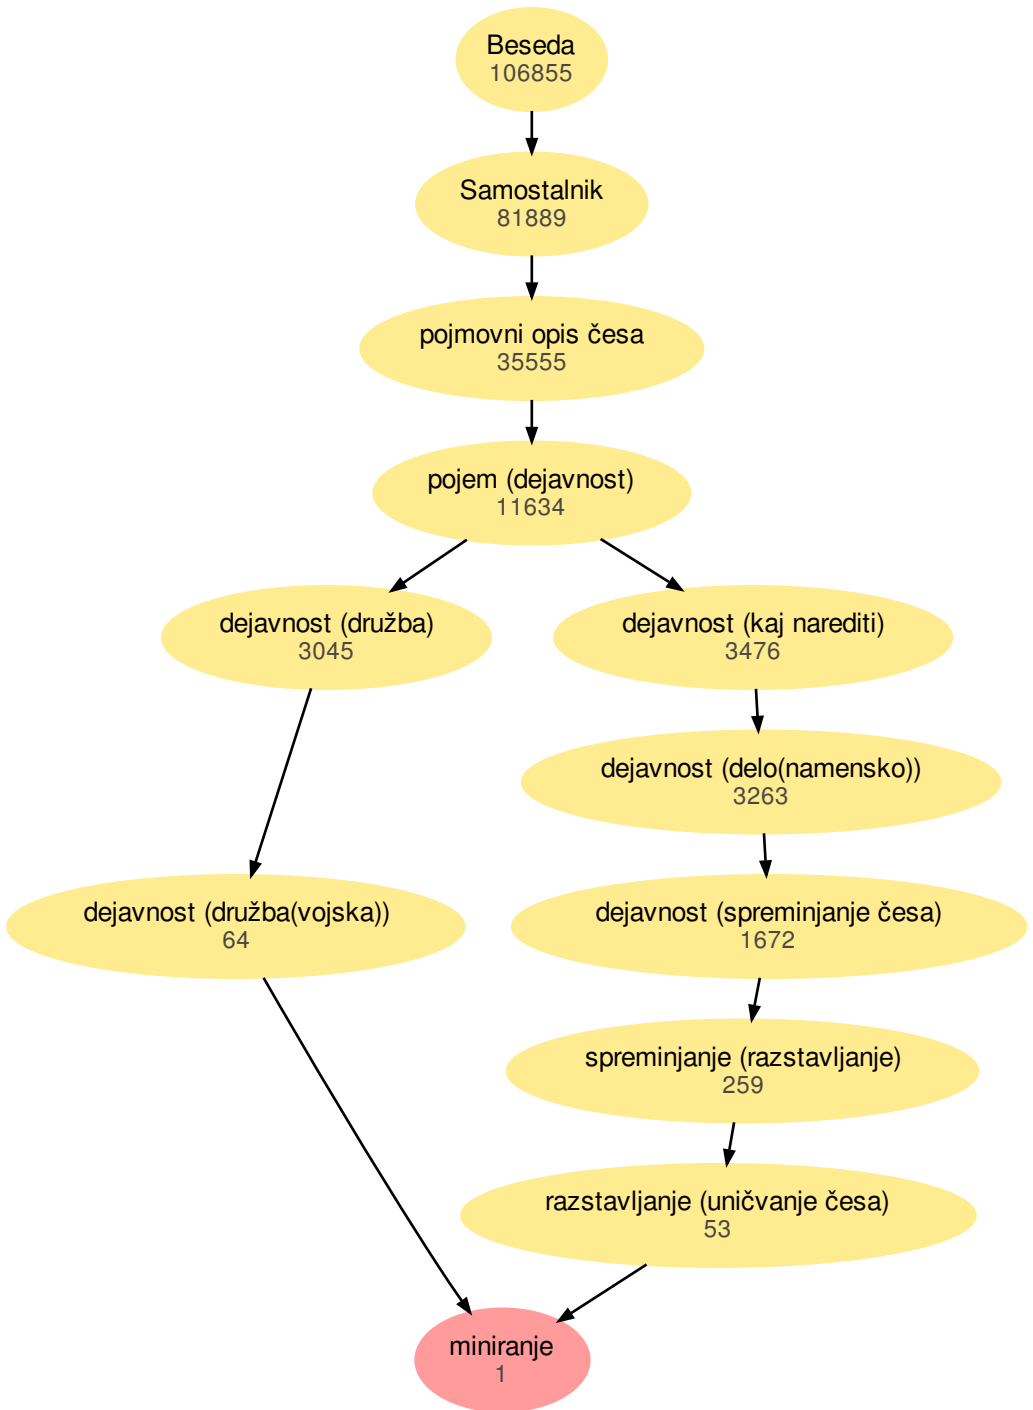 Beseda
106855
Samostalnik
81889
pojmovni opis česa
35555
pojem (dejavnost)
11634
dejavnost (družba)
3045
dejavnost (kaj narediti)
3476
dejavnost (delo(namensko))
3263
dejavnost (družba(vojska))
64
dejavnost (spreminjanje česa)
1672
spreminjanje (razstavljanje)
259
razstavljanje (uničvanje česa)
53
miniranje
1